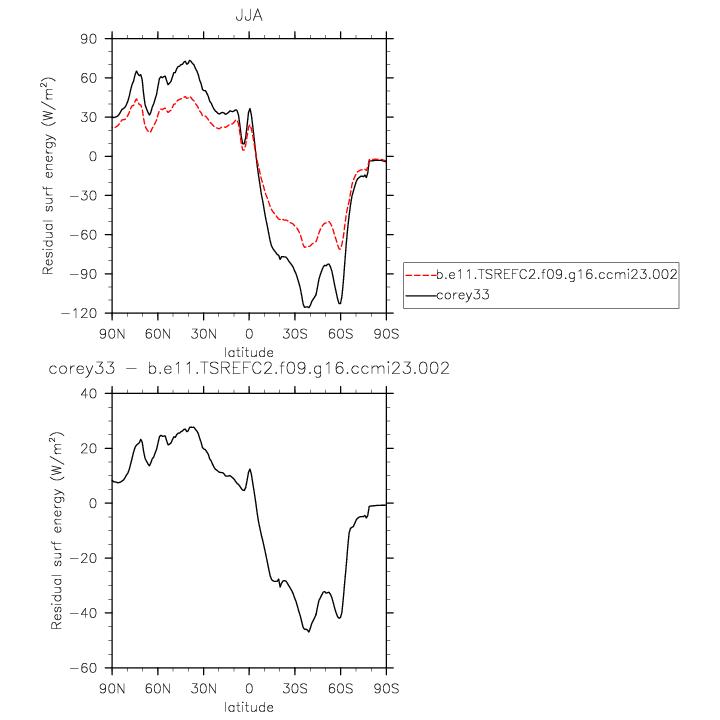 JJA
Residual surf energy (W/m²)
90
60
30
0
−30
−60
−90
−120
90N 60N 30N 0 30S 60S 90S
latitude
b.e11.TSREFC2.f09.g16.ccmi23.002
corey33
corey33 − b.e11.TSREFC2.f09.g16.ccmi23.002
Residual surf energy (W/m²)
40
20
0
−20
−40
−60
90N 60N 30N 0 30S 60S 90S
latitude